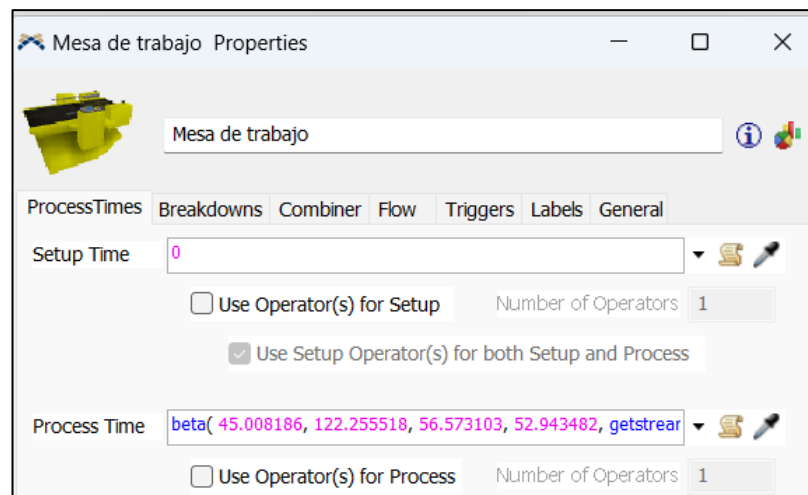 Mesa de trabajo Properties
Mesa de trabajo
ProcessTimes Breakdowns Combiner Flow Triggers Labels General
Setup Time 0
Use Operator(s) for Setup Number of Operators 1
Use Setup Operator(s) for both Setup and Process
Process Time beta( 45.008186, 122.255518, 56.573103, 52.943482, getstrear
Use Operator(s) for Process Number of Operators 1